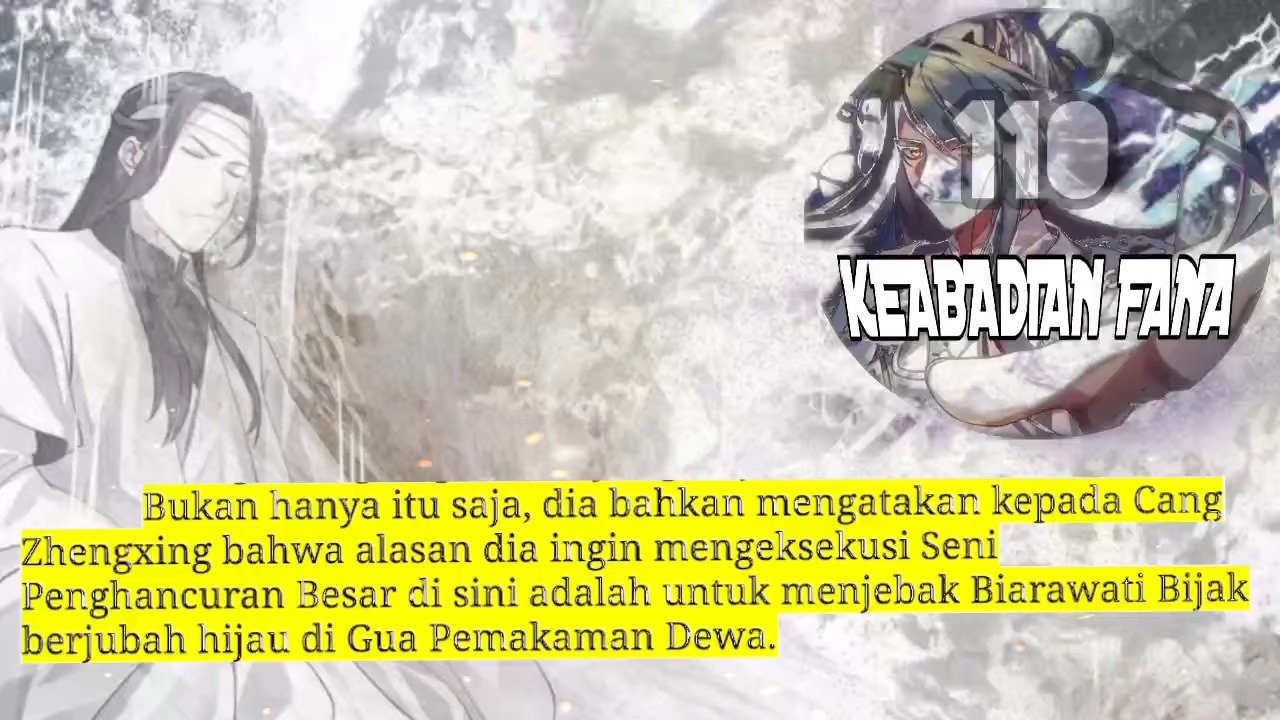 110
KEABADIAN FANA
Bukan hanya itu saja, dia bahkan mengatakan kepada Cang
Zhengxing bahwa alasan dia ingin mengeksekusi Seni
Penghancuran Besar di sini adalah untuk menjebak Biarawati Bijak
berjubah hijau di Gua Pemakaman Dewa.